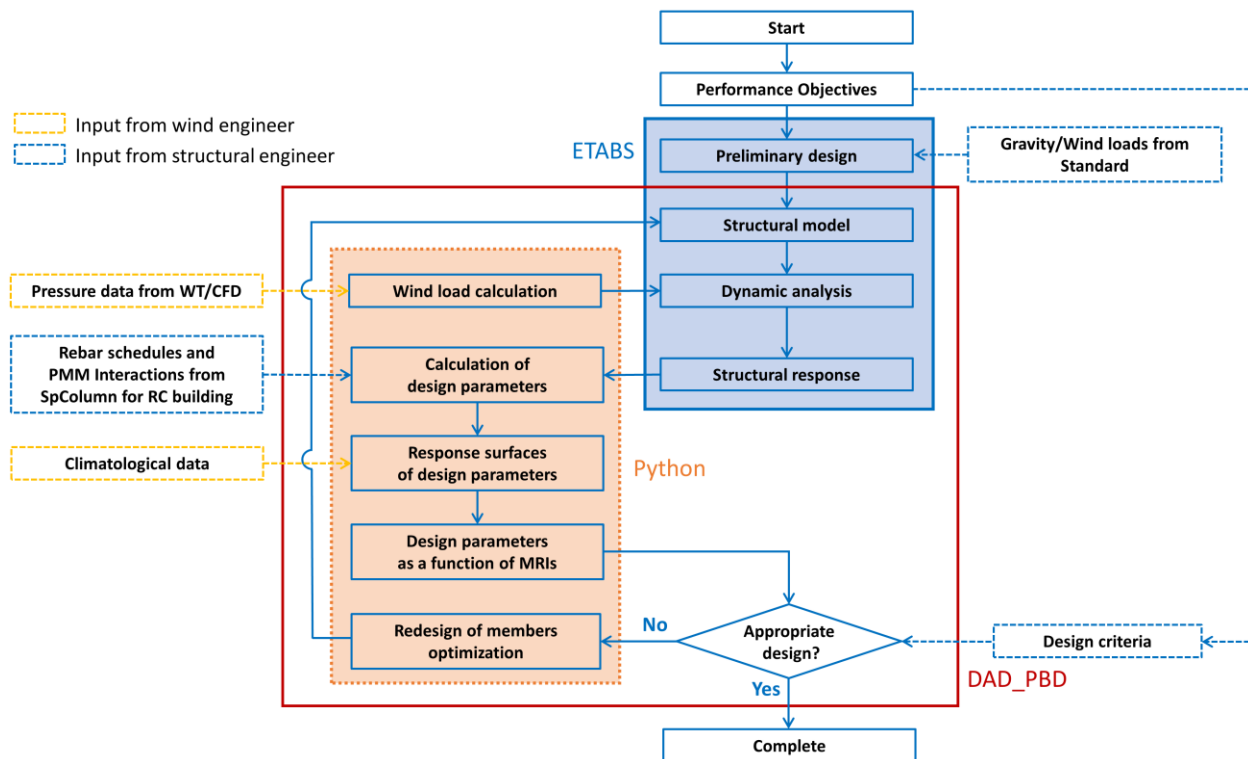 Start
Performance Objectives
Input from wind engineer
Input from structural engineer
ETABS
Preliminary design
Gravity/Wind loads from
Standard
Structural model
Pressure data from WT/CFD
Wind load calculation
Dynamic analysis
Rebar schedules and
PMM Interactions from
SpColumn for RC building
Calculation of
design parameters
Structural response
Climatological data
Response surfaces
of design parameters
Python
Design parameters
as a function of MRIs
Redesign of members
optimization
No
Appropriate
design?
Design criteria
Yes
DAD_PBD
Complete